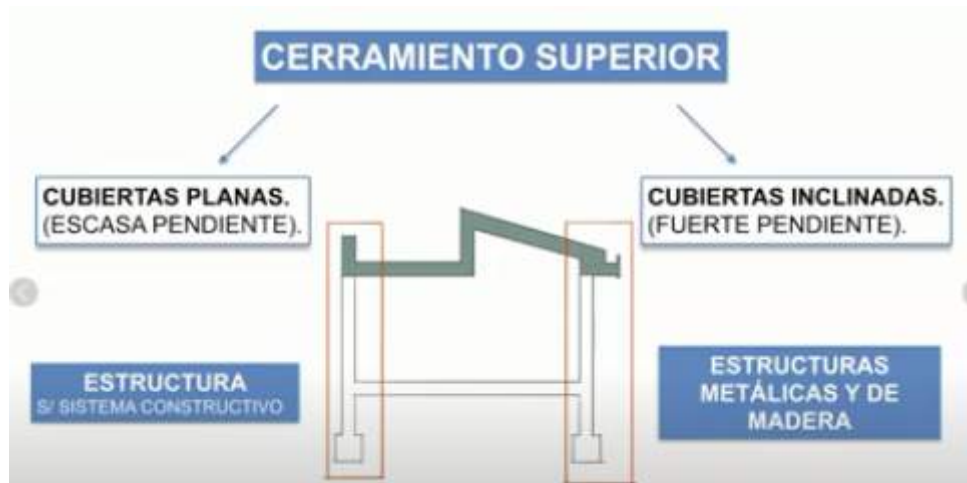 CERRAMIENTO SUPERIOR
CUBIERTAS PLANAS.
(ESCASA PENDIENTE).
CUBIERTAS INCLINADAS.
(FUERTE PENDIENTE).
ESTRUCTURA
S/ SISTEMA CONSTRUCTIVO
ESTRUCTURAS
METÁLICAS Y DE
MADERA